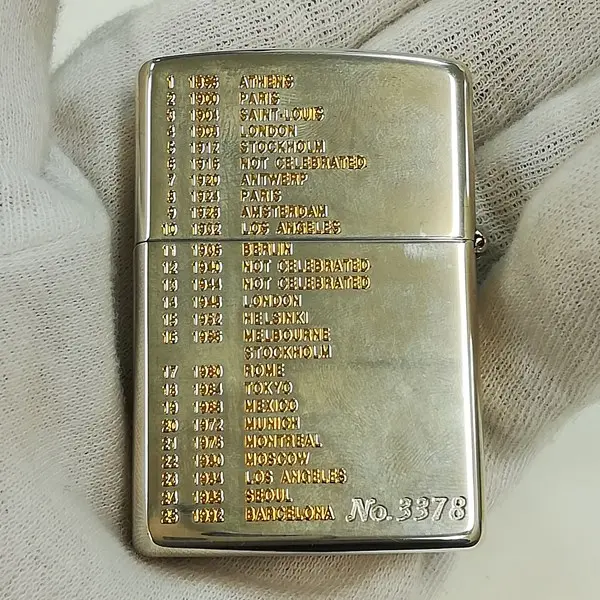 1 1896 ATHENS
2 1900 PARIS
3 1904 SAINT-LOUIS
4 1908 LONDON
5 1912 STOCKHOLM
6 1916 NOT CELEBRATED
7 1920 ANTWERP
8 1924 PARIS
9 1928 AMSTERDAM
10 1932 LOS ANGELES
11 1936 BERLIN
12 1940 NOT CELEBRATED
13 1944 NOT CELEBRATED
14 1948 LONDON
15 1952 HELSINKI
16 1956 MELBOURNE
STOCKHOLM
17 1960 ROME
18 1964 TOKYO
19 1968 MEXICO
20 1972 MUNICH
21 1976 MONTREAL
22 1980 MOSCOW
23 1984 LOS ANGELES
24 1988 SEOUL
25 1992 BARCELONA No.3378